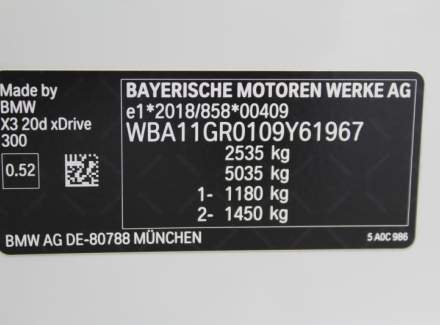 Made by
BMW
X3 20d xDrive
300
0.52
BAYERISCHE MOTOREN WERKE AG
e1*2018/858*00409
WBA11GR0109Y61967
2535 kg
5035 kg
1- 1180 kg
2- 1450 kg
BMW AG DE-80788 MÜNCHEN
5 A0C 986